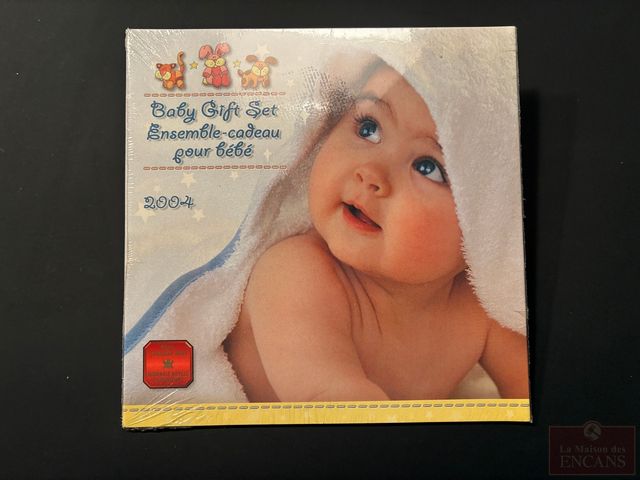 Baby Gift Set
Ensemble-cadeau
pour bébé
2004
La Maison des
ENCANS